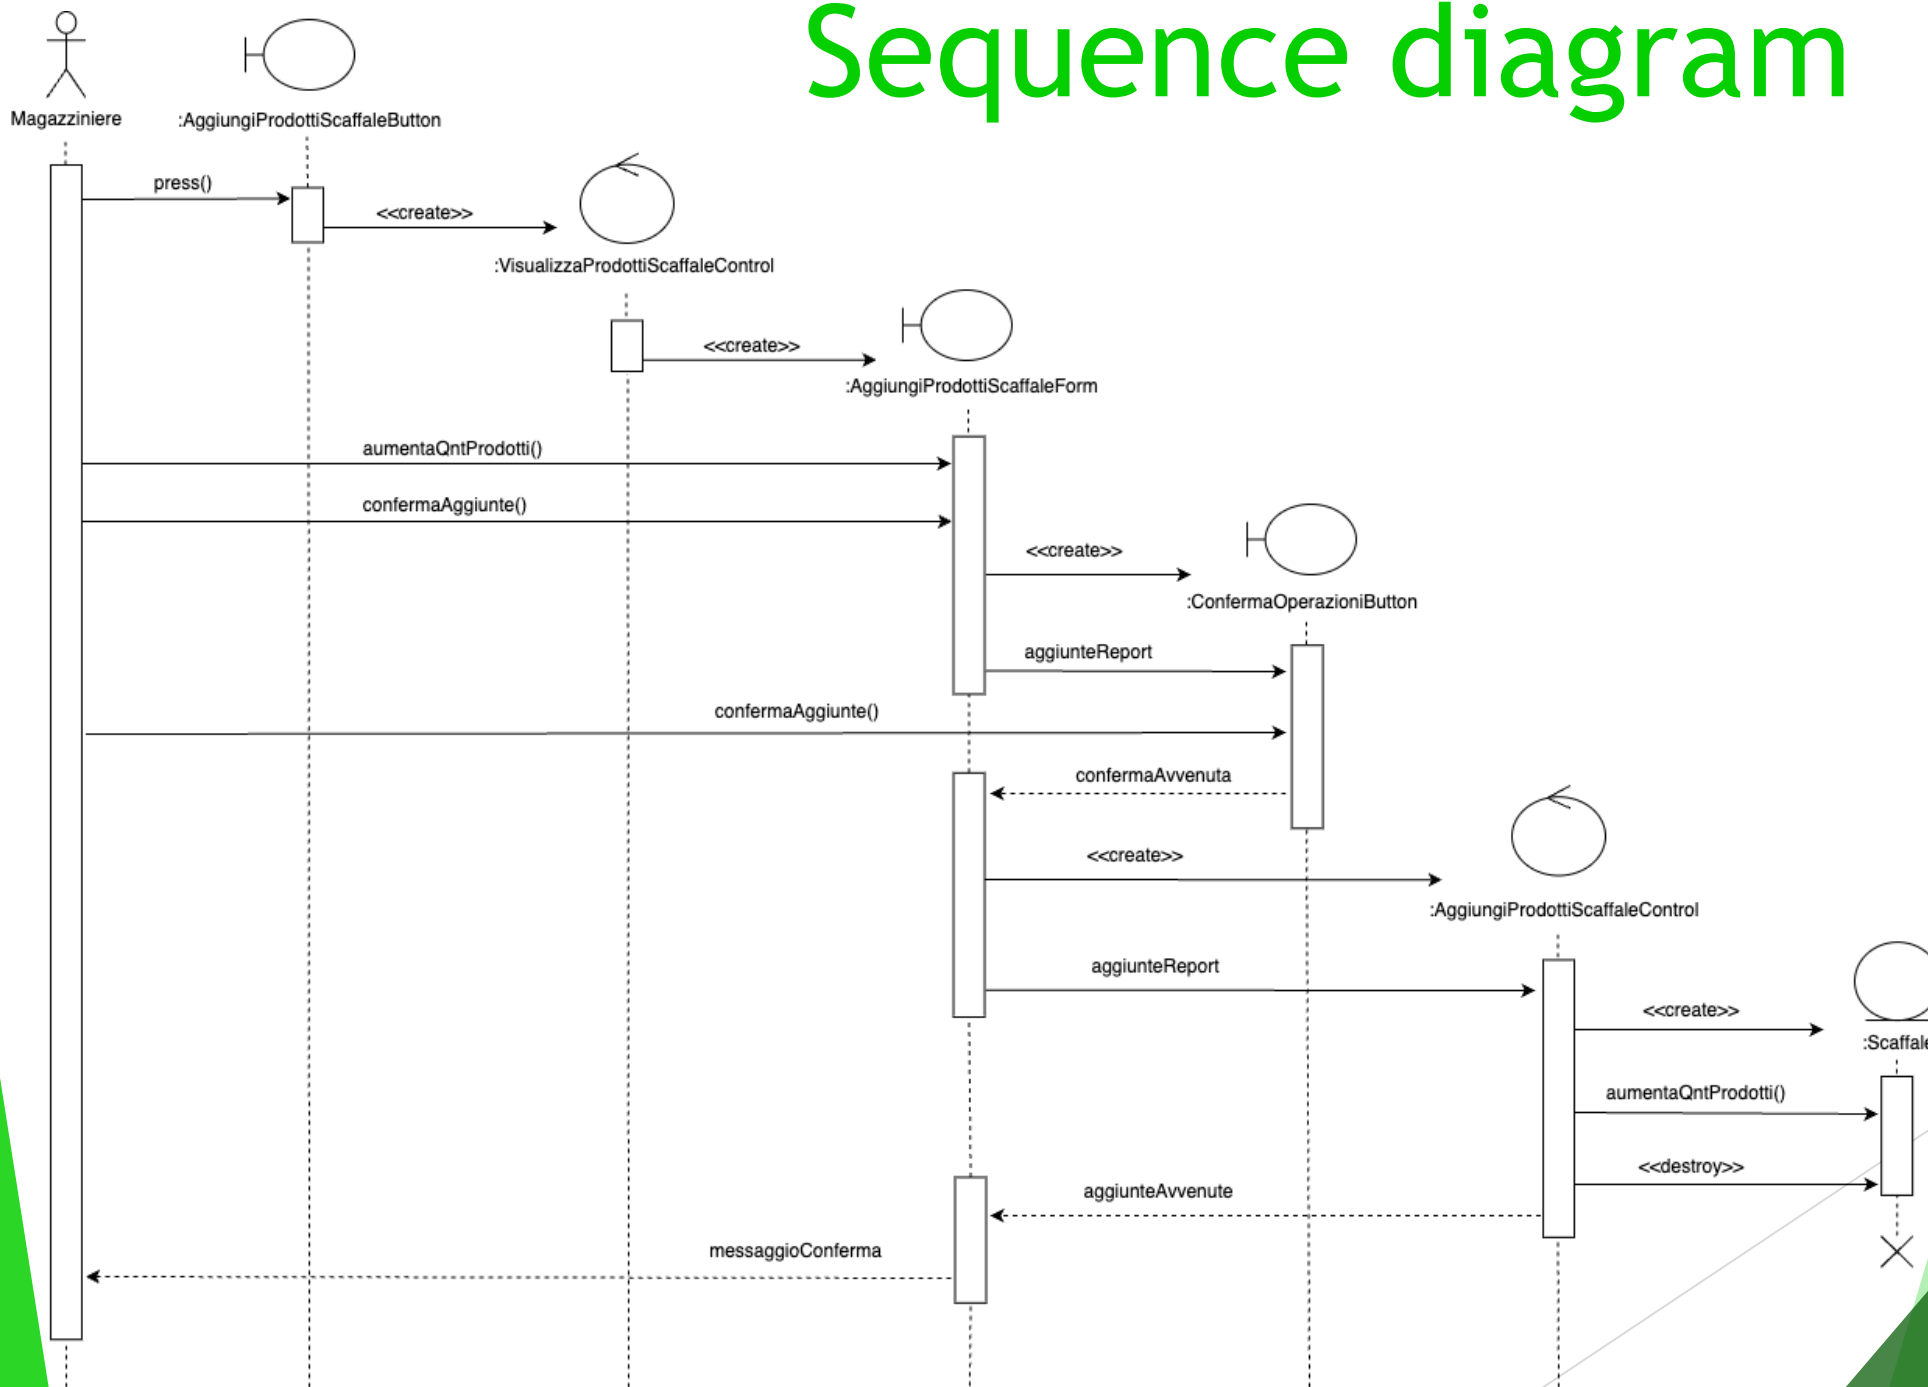 Sequence diagram
Magazziniere
:AggiungiProdottiScaffaleButton
press()
<<create>>
:VisualizzaProdottiScaffaleControl
<<create>>
:AggiungiProdottiScaffaleForm
aumentaQntProdotti()
confermaAggiunte()
<<create>>
:ConfermaOperazioniButton
aggiunteReport
confermaAggiunte()
confermaAvvenuta
<<create>>
:AggiungiProdottiScaffaleControl
aggiunteReport
<<create>>
:Scaffale
aumentaQntProdotti()
<<destroy>>
aggiunteAvvenute
messaggioConferma